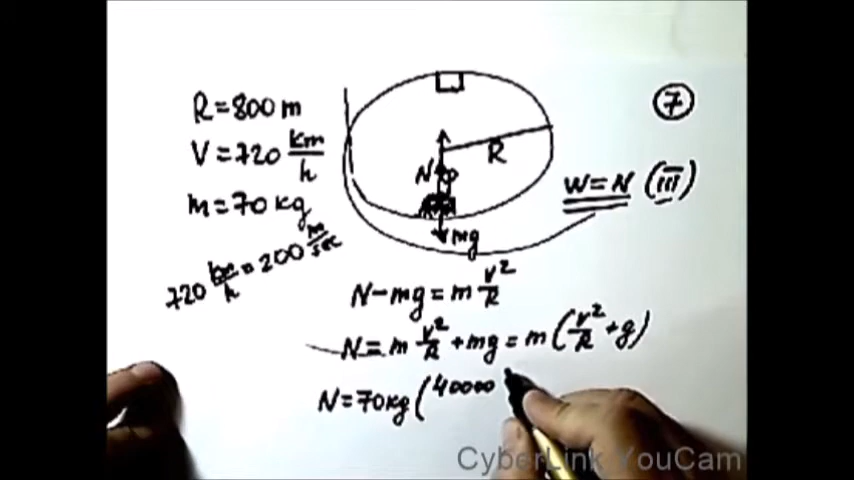 R=800 m
7
V=720 km/h
R
N
m=70 kg
W=N (III)
mg
720 km/h=200 m/sec
N-mg=m v²/R
N=m v²/R+mg=m(v²/R+g)
N=70kg(40000
CyberLink YouCam